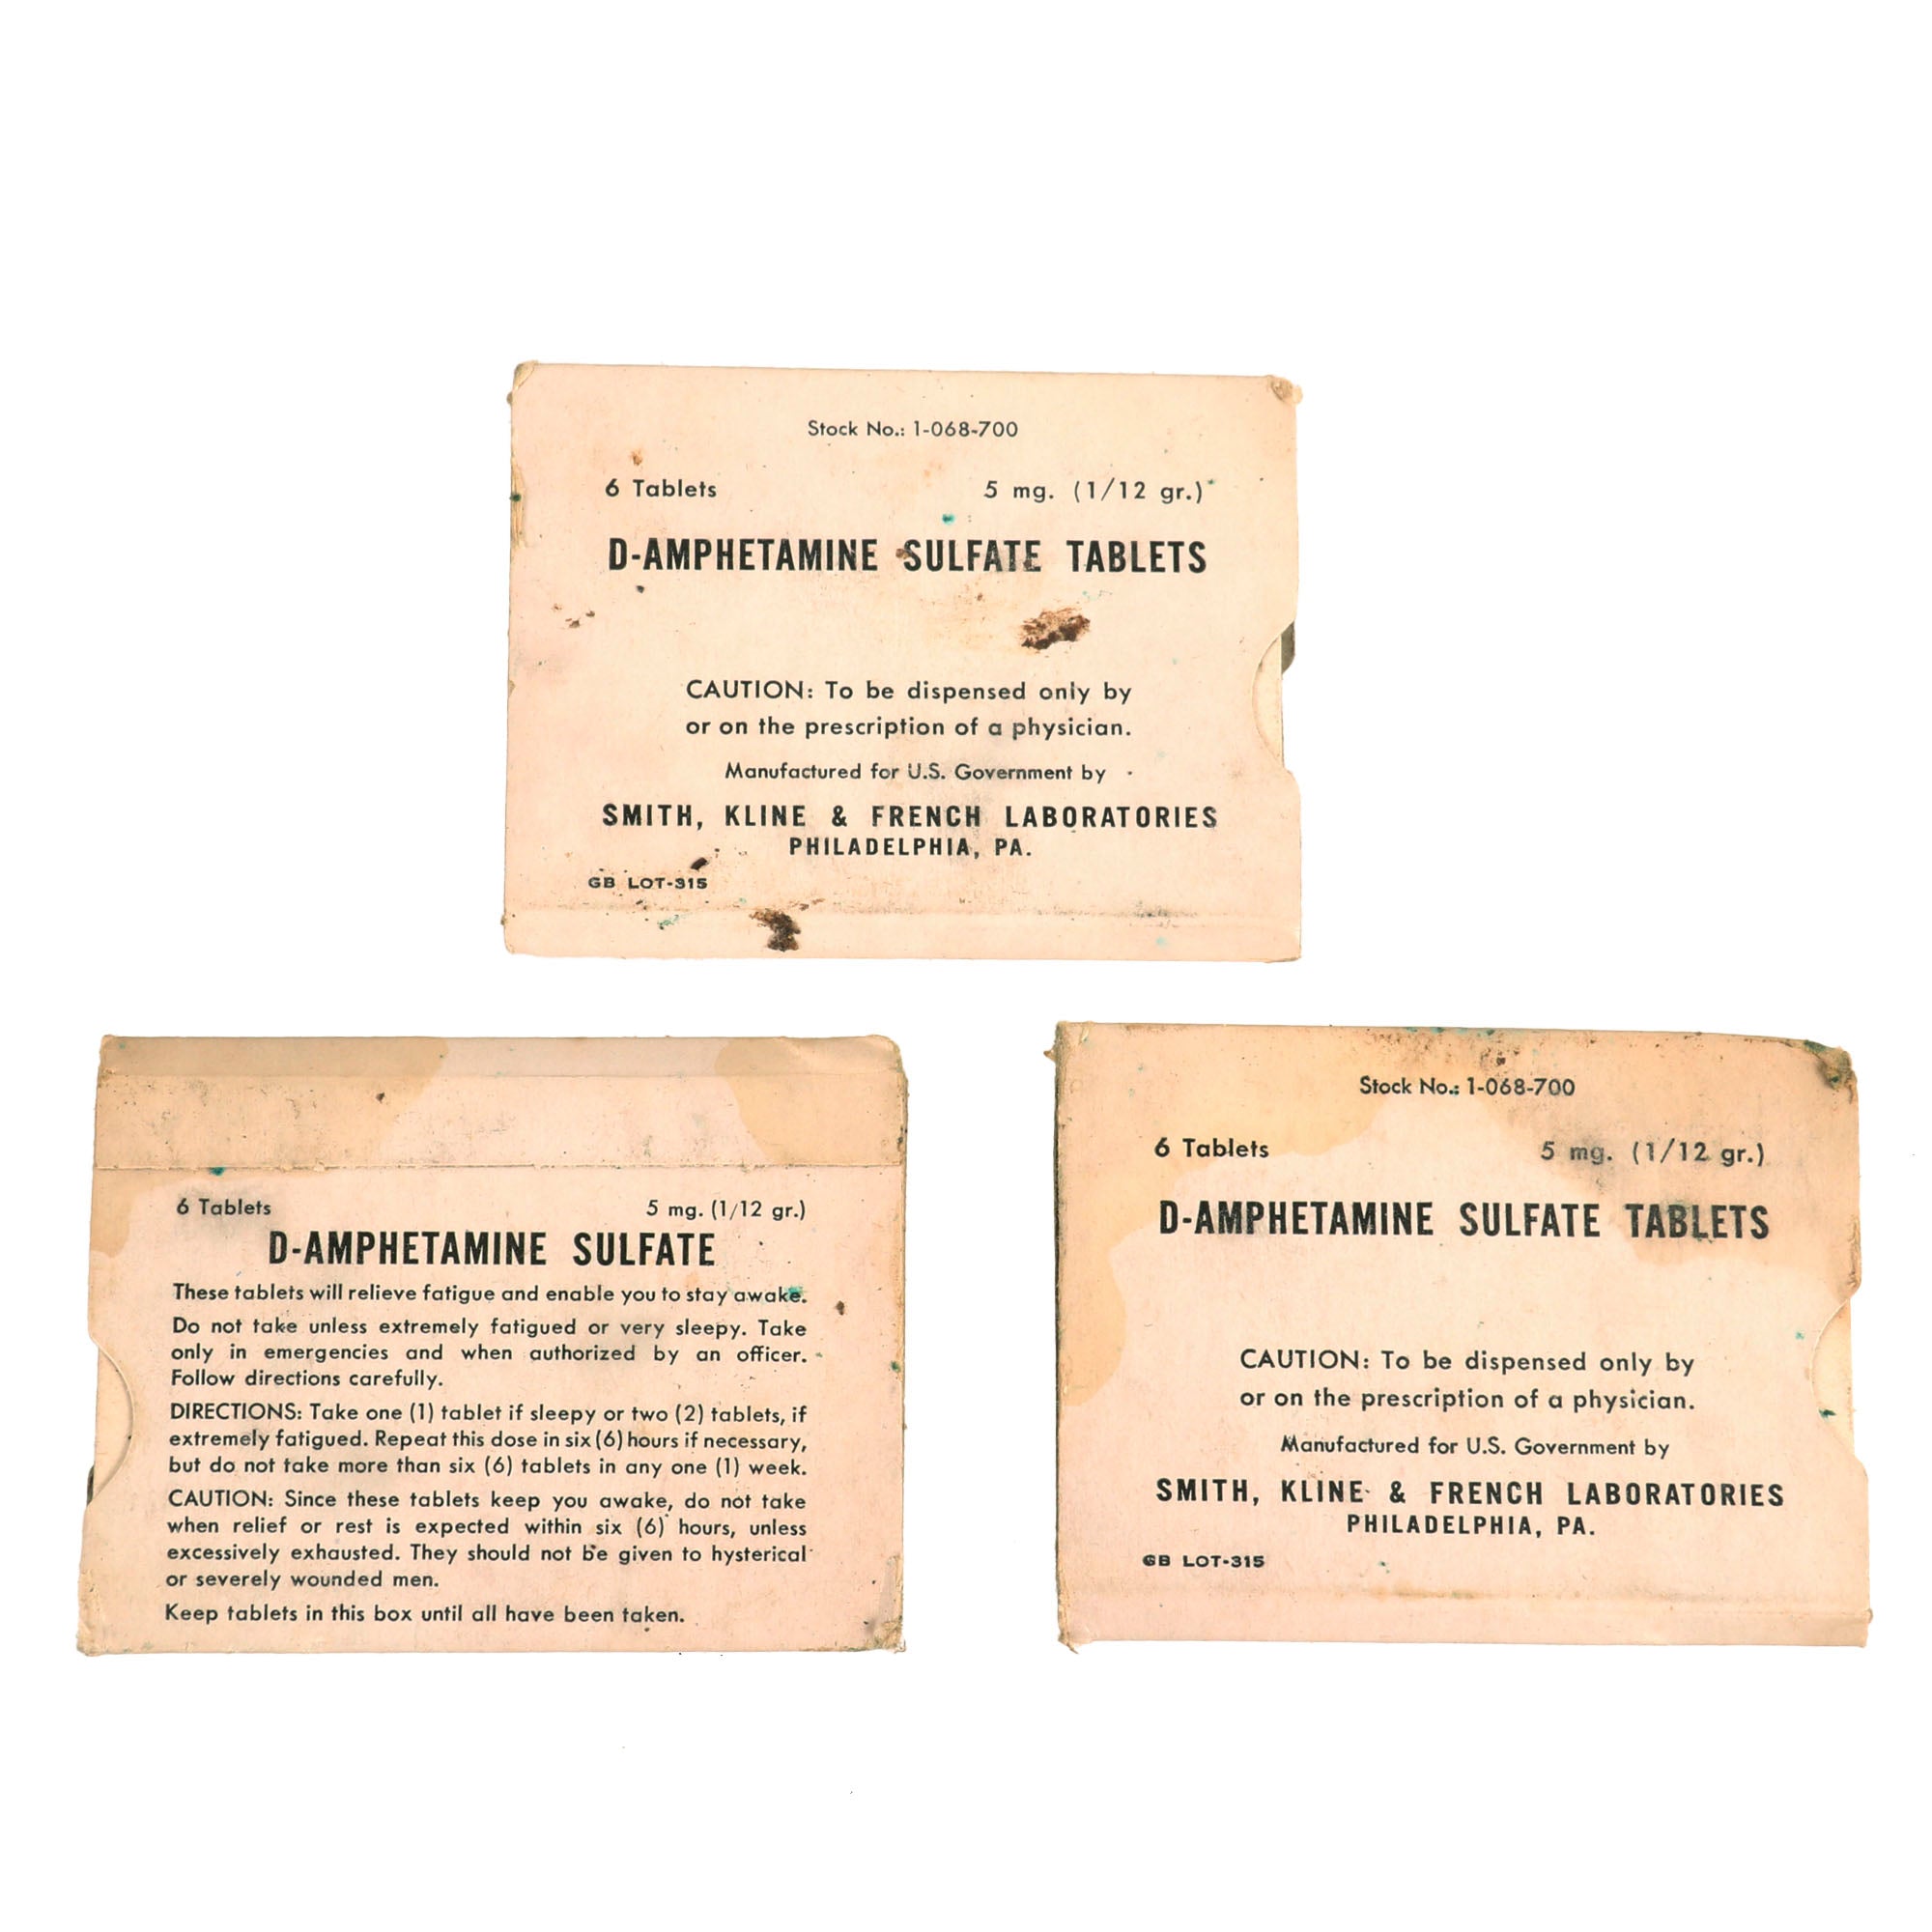 Stock No.: 1-068-700
6 Tablets 5 mg. (1/12 gr.)
D-AMPHETAMINE SULFATE TABLETS
CAUTION: To be dispensed only by
or on the prescription of a physician.
Manufactured for U.S. Government by
SMITH, KLINE & FRENCH LABORATORIES
PHILADELPHIA, PA.
GB LOT-315
6 Tablets 5 mg. (1/12 gr.)
D-AMPHETAMINE SULFATE
These tablets will relieve fatigue and enable you to stay awake.
Do not take unless extremely fatigued or very sleepy. Take
only in emergencies and when authorized by an officer.
Follow directions carefully.
DIRECTIONS: Take one (1) tablet if sleepy or two (2) tablets, if
extremely fatigued. Repeat this dose in six (6) hours if necessary,
but do not take more than six (6) tablets in any one (1) week.
CAUTION: Since these tablets keep you awake, do not take
when relief or rest is expected within six (6) hours, unless
excessively exhausted. They should not be given to hysterical
or severely wounded men.
Keep tablets in this box until all have been taken.
Stock No.: 1-068-700
6 Tablets 5 mg. (1/12 gr.)
D-AMPHETAMINE SULFATE TABLETS
CAUTION: To be dispensed only by
or on the prescription of a physician.
Manufactured for U.S. Government by
SMITH, KLINE & FRENCH LABORATORIES
PHILADELPHIA, PA.
GB LOT-315